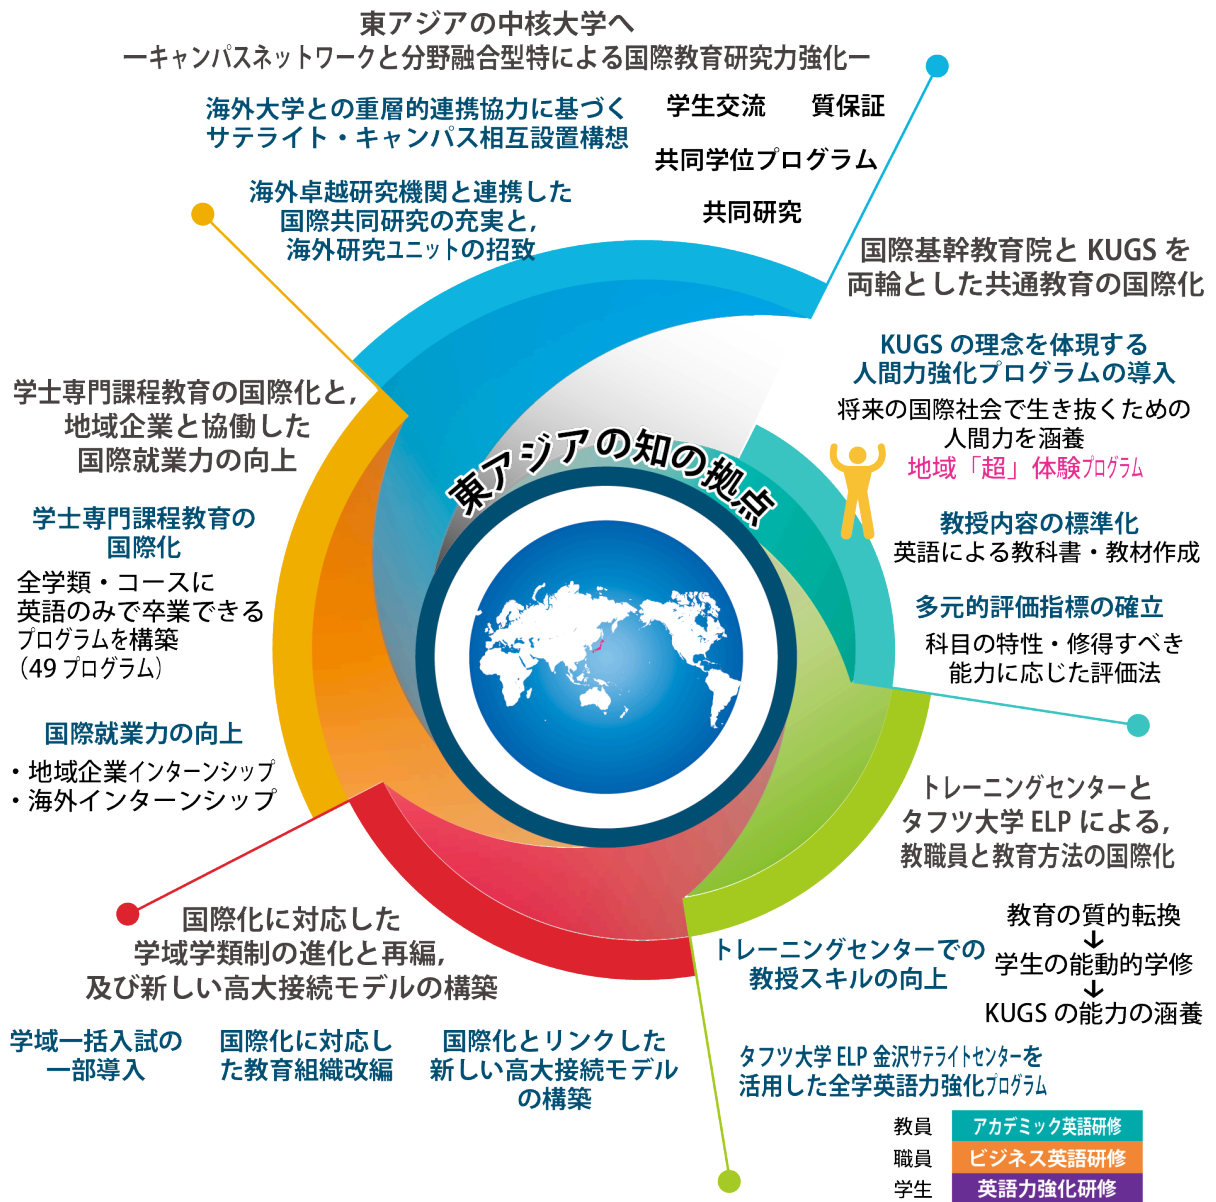 東アジアの中核大学へ
ーキャンパスネットワークと分野融合型特による国際教育研究力強化ー
海外大学との重層的連携協力に基づく
サテライト・キャンパス相互設置構想
海外卓越研究機関と連携した
国際共同研究の充実と,
海外研究ユニットの招致
学生交流　質保証
共同学位プログラム
共同研究
国際基幹教育院と KUGS を
両輪とした共通教育の国際化
KUGS の理念を体現する
人間力強化プログラムの導入
将来の国際社会で生き抜くための
人間力を涵養
地域「超」体験プログラム
教授内容の標準化
英語による教科書・教材作成
多元的評価指標の確立
科目の特性・修得すべき
能力に応じた評価法
東アジアの知の拠点
学士専門課程教育の国際化と,
地域企業と協働した
国際就業力の向上
学士専門課程教育の
国際化
全学類・コースに
英語のみで卒業できる
プログラムを構築
（49 プログラム）
国際就業力の向上
・地域企業インターンシップ
・海外インターンシップ
トレーニングセンターと
タフツ大学 ELP による,
教職員と教育方法の国際化
教育の質的転換
↓
学生の能動的学修
↓
KUGS の能力の涵養
トレーニングセンターでの
教授スキルの向上
タフツ大学 ELP 金沢サテライトセンターを
活用した全学英語力強化プログラム
教員　アカデミック英語研修
職員　ビジネス英語研修
学生　英語力強化研修
国際化に対応した
学域学類制の進化と再編,
及び新しい高大接続モデルの構築
学域一括入試の
一部導入
国際化に対応し
た教育組織改編
国際化とリンクした
新しい高大接続モデル
の構築